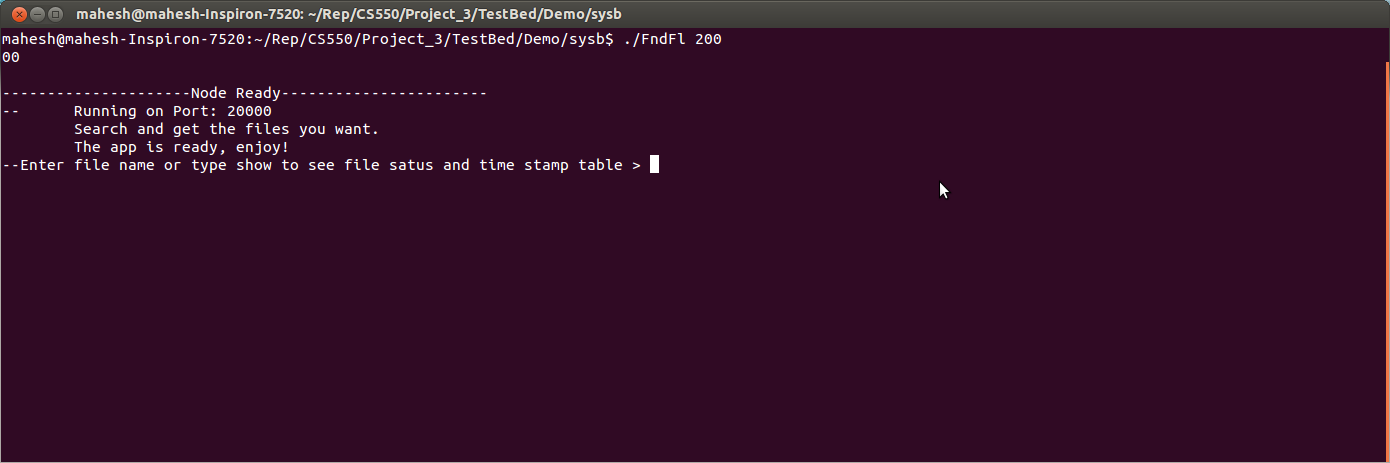 mahesh@mahesh-Inspiron-7520: ~/Rep/CS550/Project_3/TestBed/Demo/sysb
mahesh@mahesh-Inspiron-7520:~/Rep/CS550/Project_3/TestBed/Demo/sysb$ ./FndFl 200
00
---------------------Node Ready-----------------------
--      Running on Port: 20000
        Search and get the files you want.
        The app is ready, enjoy!
--Enter file name or type show to see file satus and time stamp table >